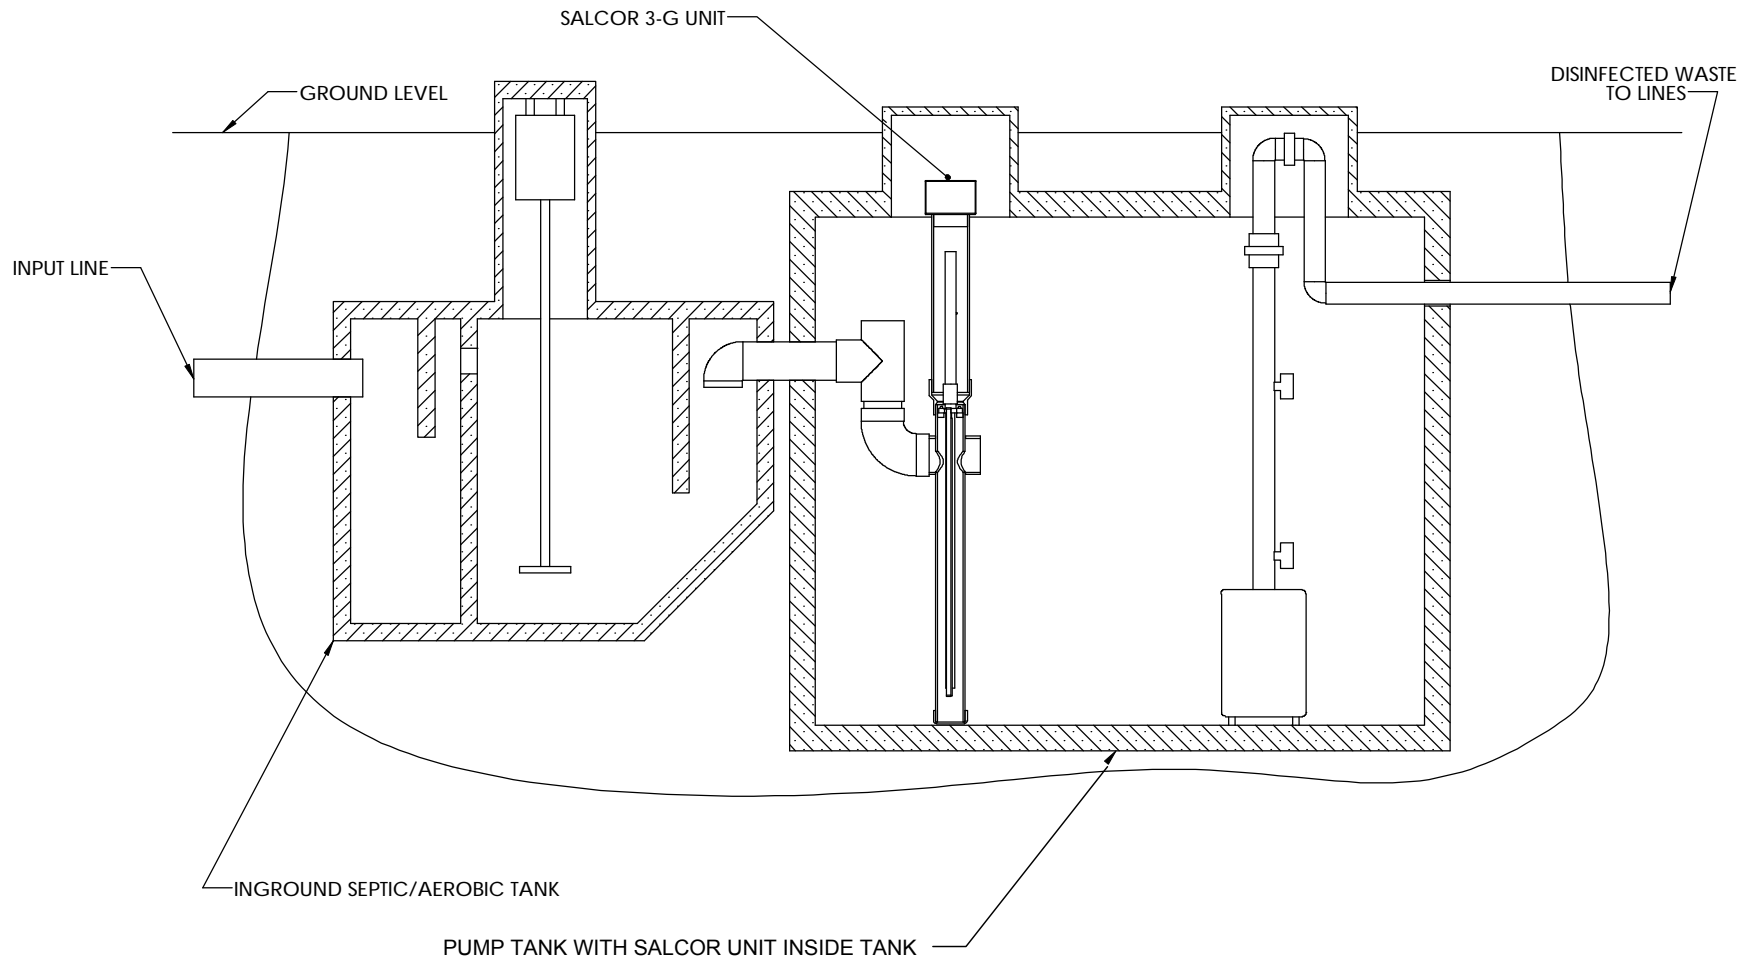 SALCOR 3-G UNIT
GROUND LEVEL
DISINFECTED WASTE
TO LINES
INPUT LINE
INGROUND SEPTIC/AEROBIC TANK
PUMP TANK WITH SALCOR UNIT INSIDE TANK